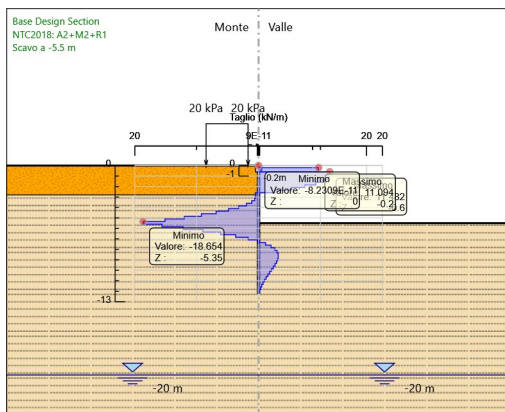 Base Design Section
NTC2018: A2+M2+R1
Scavo a -5.5 m
Monte
Valle
20 kPa 20 kPa
Taglio (kN/m)
20
9E-11
20 20
0
-1
-13
-0.2m
Minimo
Valore: -8.2309E-11
Z : 0
Massimo
11.094
-0.2
Minimo
Valore: -18.654
Z : -5.35
-20 m
-20 m